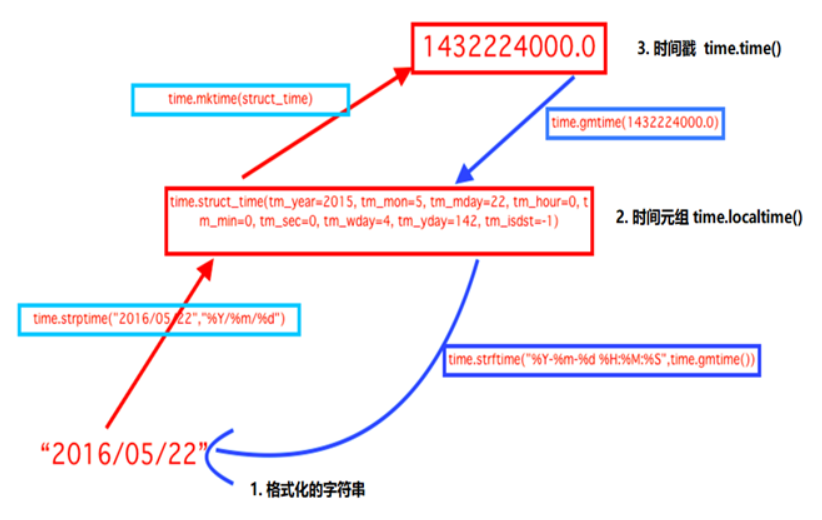 1432224000.0
3. 时间戳 time.time()
time.mktime(struct_time)
time.gmtime(1432224000.0)
time.struct_time(tm_year=2015, tm_mon=5, tm_mday=22, tm_hour=0, t
m_min=0, tm_sec=0, tm_wday=4, tm_yday=142, tm_isdst=-1)
2. 时间元组 time.localtime()
time.strptime("2016/05/22","%Y/%m/%d")
time.strftime("%Y-%m-%d %H:%M:%S",time.gmtime())
“2016/05/22”
1. 格式化的字符串